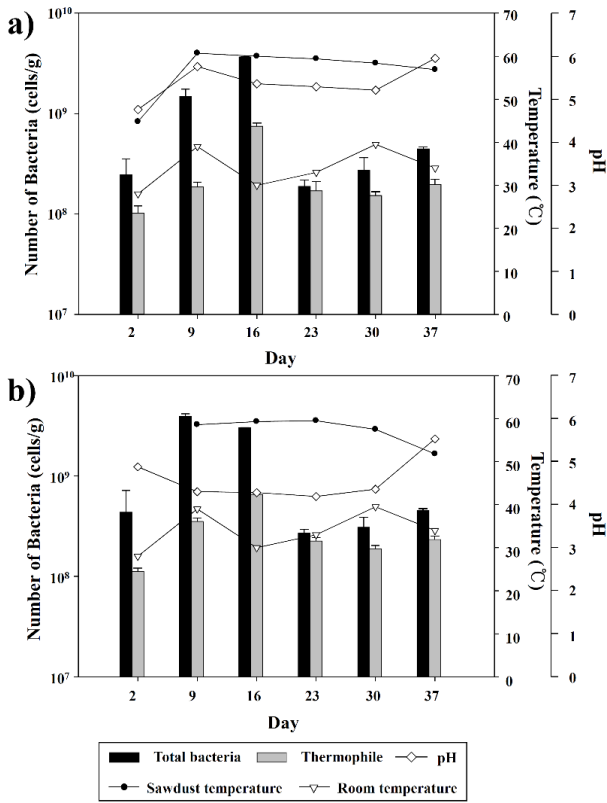 a)
Number of Bacteria (cells/g)
10¹⁰
10⁹
10⁸
10⁷
2 9 16 23 30 37
Day
70
60
50
40
30
20
10
0
Temperature (℃)
7
6
5
4
3
2
1
0
pH
b)
Number of Bacteria (cells/g)
10¹⁰
10⁹
10⁸
10⁷
2 9 16 23 30 37
Day
70
60
50
40
30
20
10
0
Temperature (℃)
7
6
5
4
3
2
1
0
pH
Total bacteria Thermophile pH
Sawdust temperature Room temperature